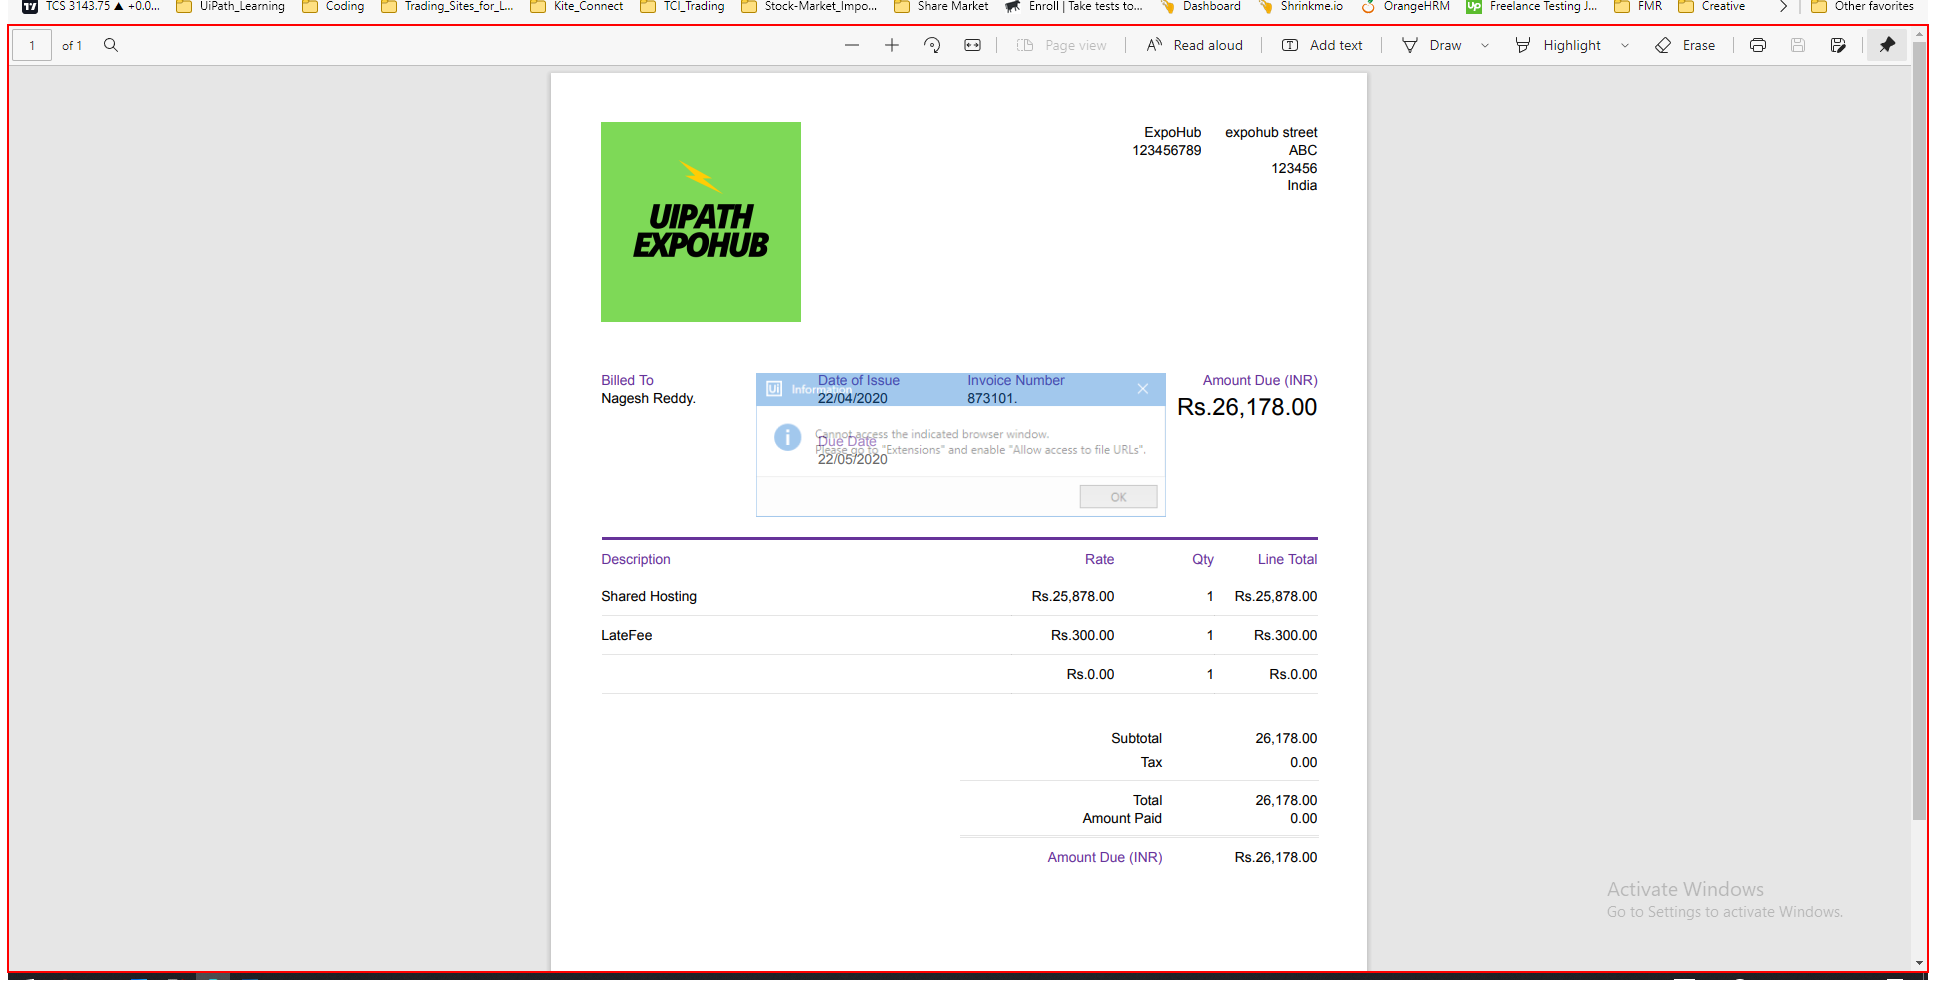 TCS 3143.75 ▲ +0.0... UiPath_Learning Coding Trading_Sites_for_L... Kite_Connect TCI_Trading Stock-Market_Impo... Share Market Enroll | Take tests to... Dashboard Shrinkme.io OrangeHRM Freelance Testing J... FMR Creative Other favorites
1 of 1 Page view Read aloud Add text Draw Highlight Erase
UIPATH
EXPOHUB
ExpoHub expohub street
123456789 ABC
123456
India
Billed To Date of Issue Invoice Number Amount Due (INR)
Nagesh Reddy. 22/04/2020 873101. Rs.26,178.00
Due Date
22/05/2020
Ui Information
Cannot access the indicated browser window.
Please go to "Extensions" and enable "Allow access to file URLs".
OK
Description Rate Qty Line Total
Shared Hosting Rs.25,878.00 1 Rs.25,878.00
LateFee Rs.300.00 1 Rs.300.00
Rs.0.00 1 Rs.0.00
Subtotal 26,178.00
Tax 0.00
Total 26,178.00
Amount Paid 0.00
Amount Due (INR) Rs.26,178.00
Activate Windows
Go to Settings to activate Windows.